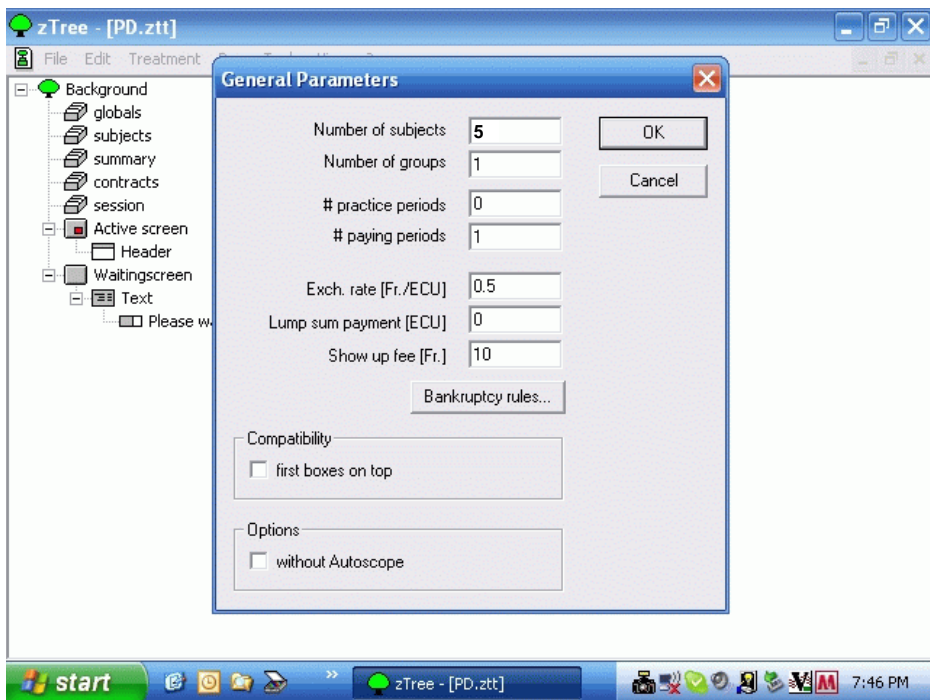 zTree - [PD.ztt]
File Edit Treatment
Background
globals
subjects
summary
contracts
session
Active screen
Header
Waitingscreen
Text
Please
General Parameters
Number of subjects 5
Number of groups 1
# practice periods 0
# paying periods 1
Exch. rate [Fr./ECU] 0.5
Lump sum payment [ECU] 0
Show up fee [Fr.] 10
Bankruptcy rules...
Compatibility
first boxes on top
Options
without Autoscope
OK
Cancel
start
zTree - [PD.ztt]
7:46 PM